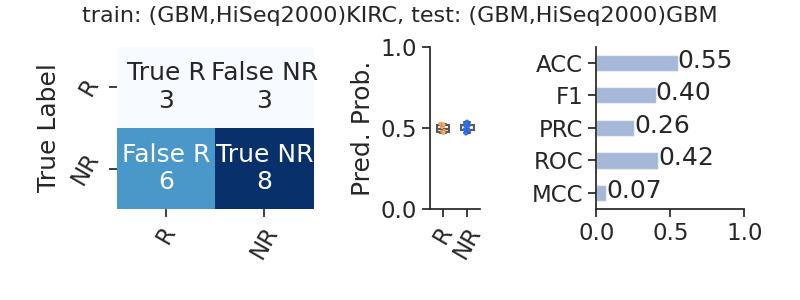 train: (GBM,HiSeq2000)KIRC, test: (GBM,HiSeq2000)GBM
True Label
R
NR
True R False NR
3 3
False R True NR
6 8
R NR
Pred. Prob.
1.0
0.5
0.0
R NR
ACC 0.55
F1 0.40
PRC 0.26
ROC 0.42
MCC 0.07
0.0 0.5 1.0